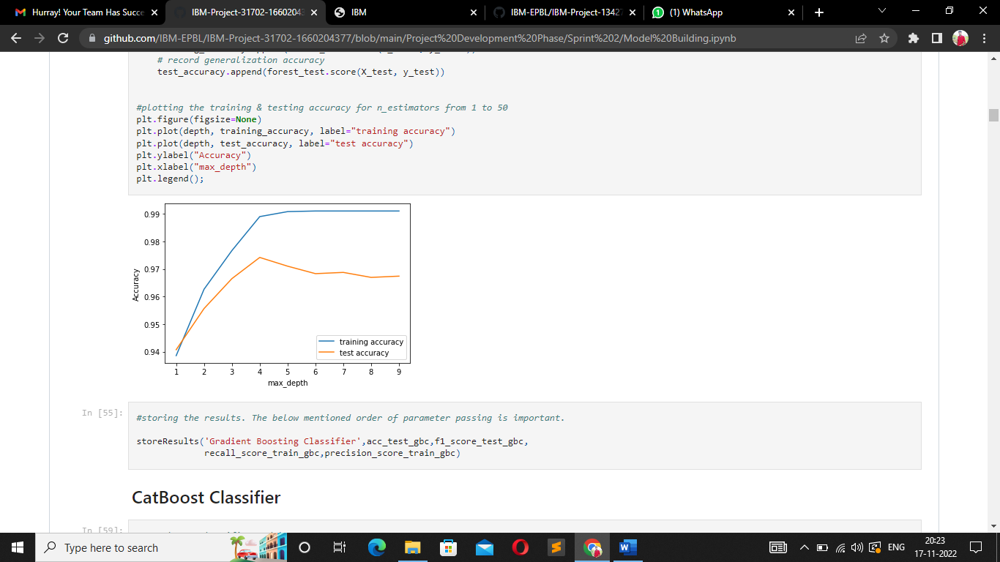 Hurray! Your Team Has Succe
IBM-Project-31702-16602043
IBM
IBM-EPBL/IBM-Project-1342
(1) WhatsApp
github.com/IBM-EPBL/IBM-Project-31702-1660204377/blob/main/Project%20Development%20Phase/Sprint%202/Model%20Building.ipynb
# record generalization accuracy
test_accuracy.append(forest_test.score(X_test, y_test))
#plotting the training & testing accuracy for n_estimators from 1 to 50
plt.figure(figsize=None)
plt.plot(depth, training_accuracy, label="training accuracy")
plt.plot(depth, test_accuracy, label="test accuracy")
plt.ylabel("Accuracy")
plt.xlabel("max_depth")
plt.legend();
0.99
0.98
0.97
0.96
0.95
0.94
Accuracy
training accuracy
test accuracy
1 2 3 4 5 6 7 8 9
max_depth
In [55]:
#storing the results. The below mentioned order of parameter passing is important.
storeResults('Gradient Boosting Classifier',acc_test_gbc,f1_score_test_gbc,
recall_score_train_gbc,precision_score_train_gbc)
CatBoost Classifier
In [59]:
Type here to search
ENG
20:23
17-11-2022